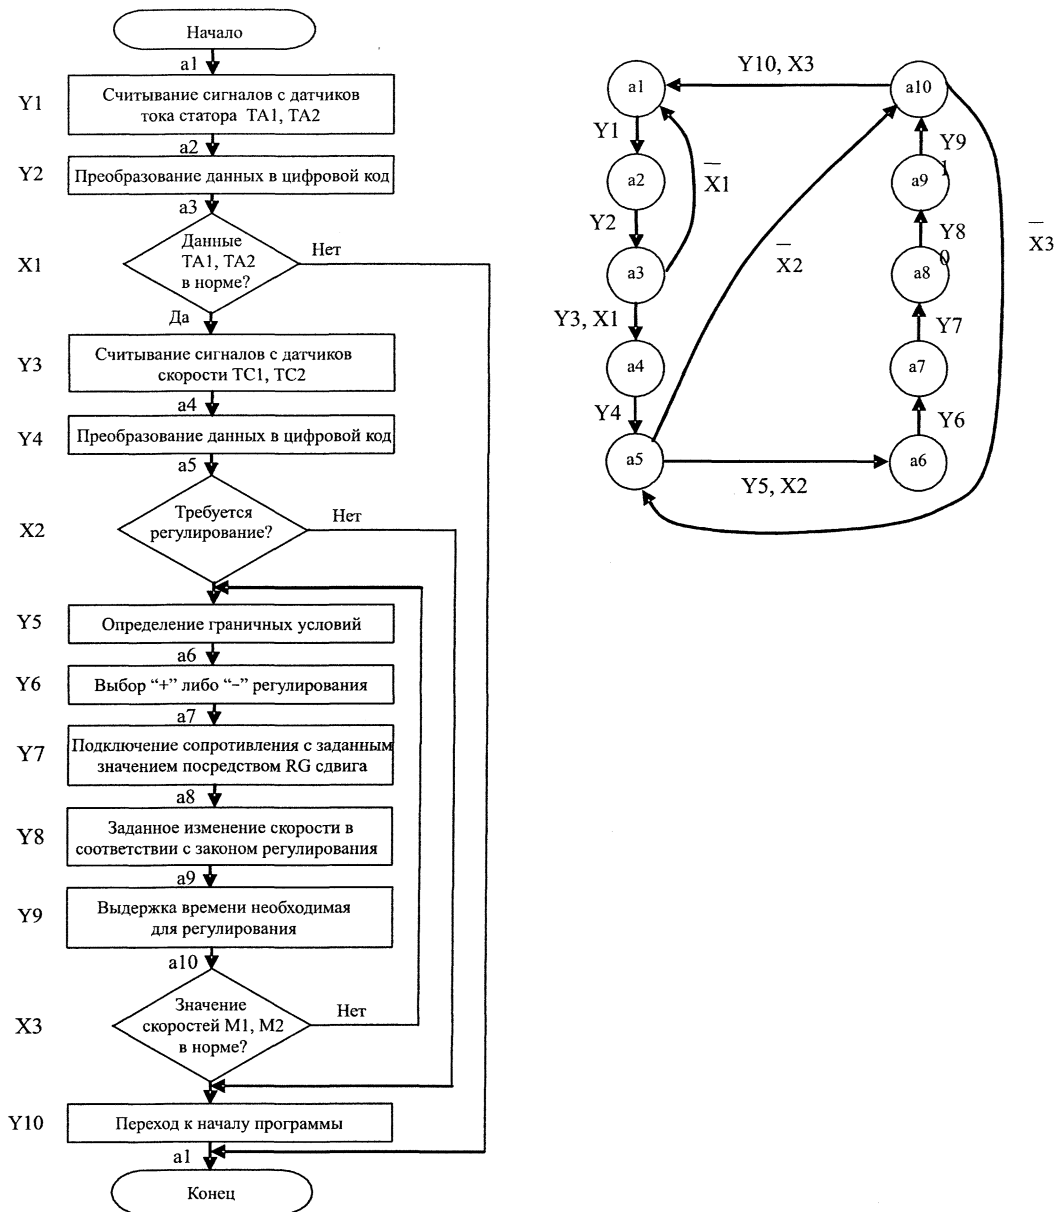 Начало
a1
Y1
Считывание сигналов с датчиков
тока статора TA1, TA2
a2
Y2
Преобразование данных в цифровой код
a3
X1
Данные
TA1, TA2
в норме?
Нет
Да
Y3
Считывание сигналов с датчиков
скорости TC1, TC2
a4
Y4
Преобразование данных в цифровой код
a5
X2
Требуется
регулирование?
Нет
Y5
Определение граничных условий
a6
Y6
Выбор “+” либо “-” регулирования
a7
Y7
Подключение сопротивления с заданным
значением посредством RG сдвига
a8
Y8
Заданное изменение скорости в
соответствии с законом регулирования
a9
Y9
Выдержка времени необходимая
для регулирования
a10
X3
Значение
скоростей M1, M2
в норме?
Нет
Y10
Переход к началу программы
a1
Конец
Y10, X3
a1
a10
Y1
Y9
1
X̅1
a2
a9
Y2
Y8
0
X̅2
X̅3
a3
a8
Y3, X1
Y7
a4
a7
Y4
Y6
a5
a6
Y5, X2